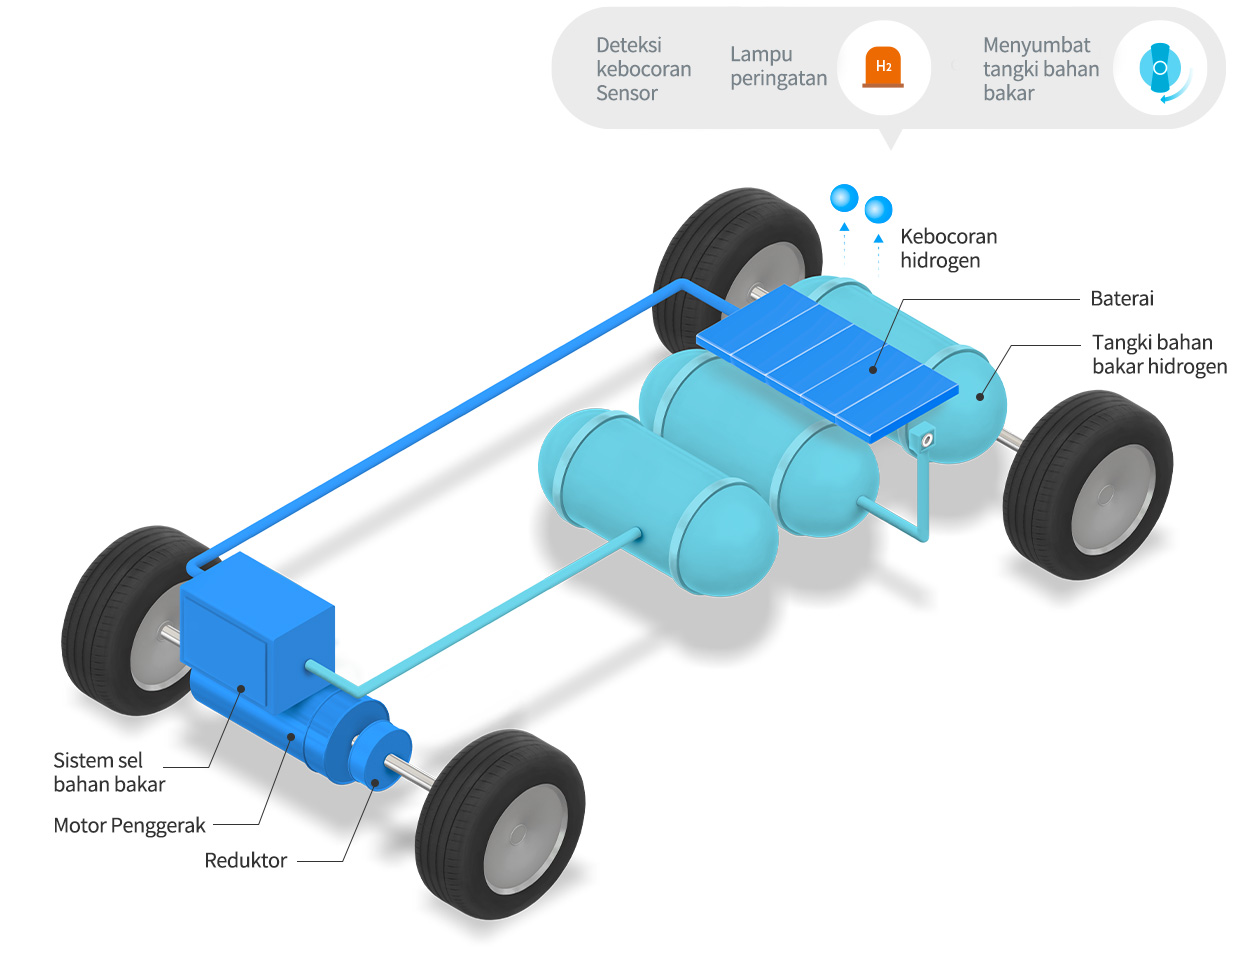 Deteksi
kebocoran
Sensor
Lampu
peringatan
H2
Menyumbat
tangki bahan
bakar
Kebocoran
hidrogen
Baterai
Tangki bahan
bakar hidrogen
Sistem sel
bahan bakar
Motor Penggerak
Reduktor